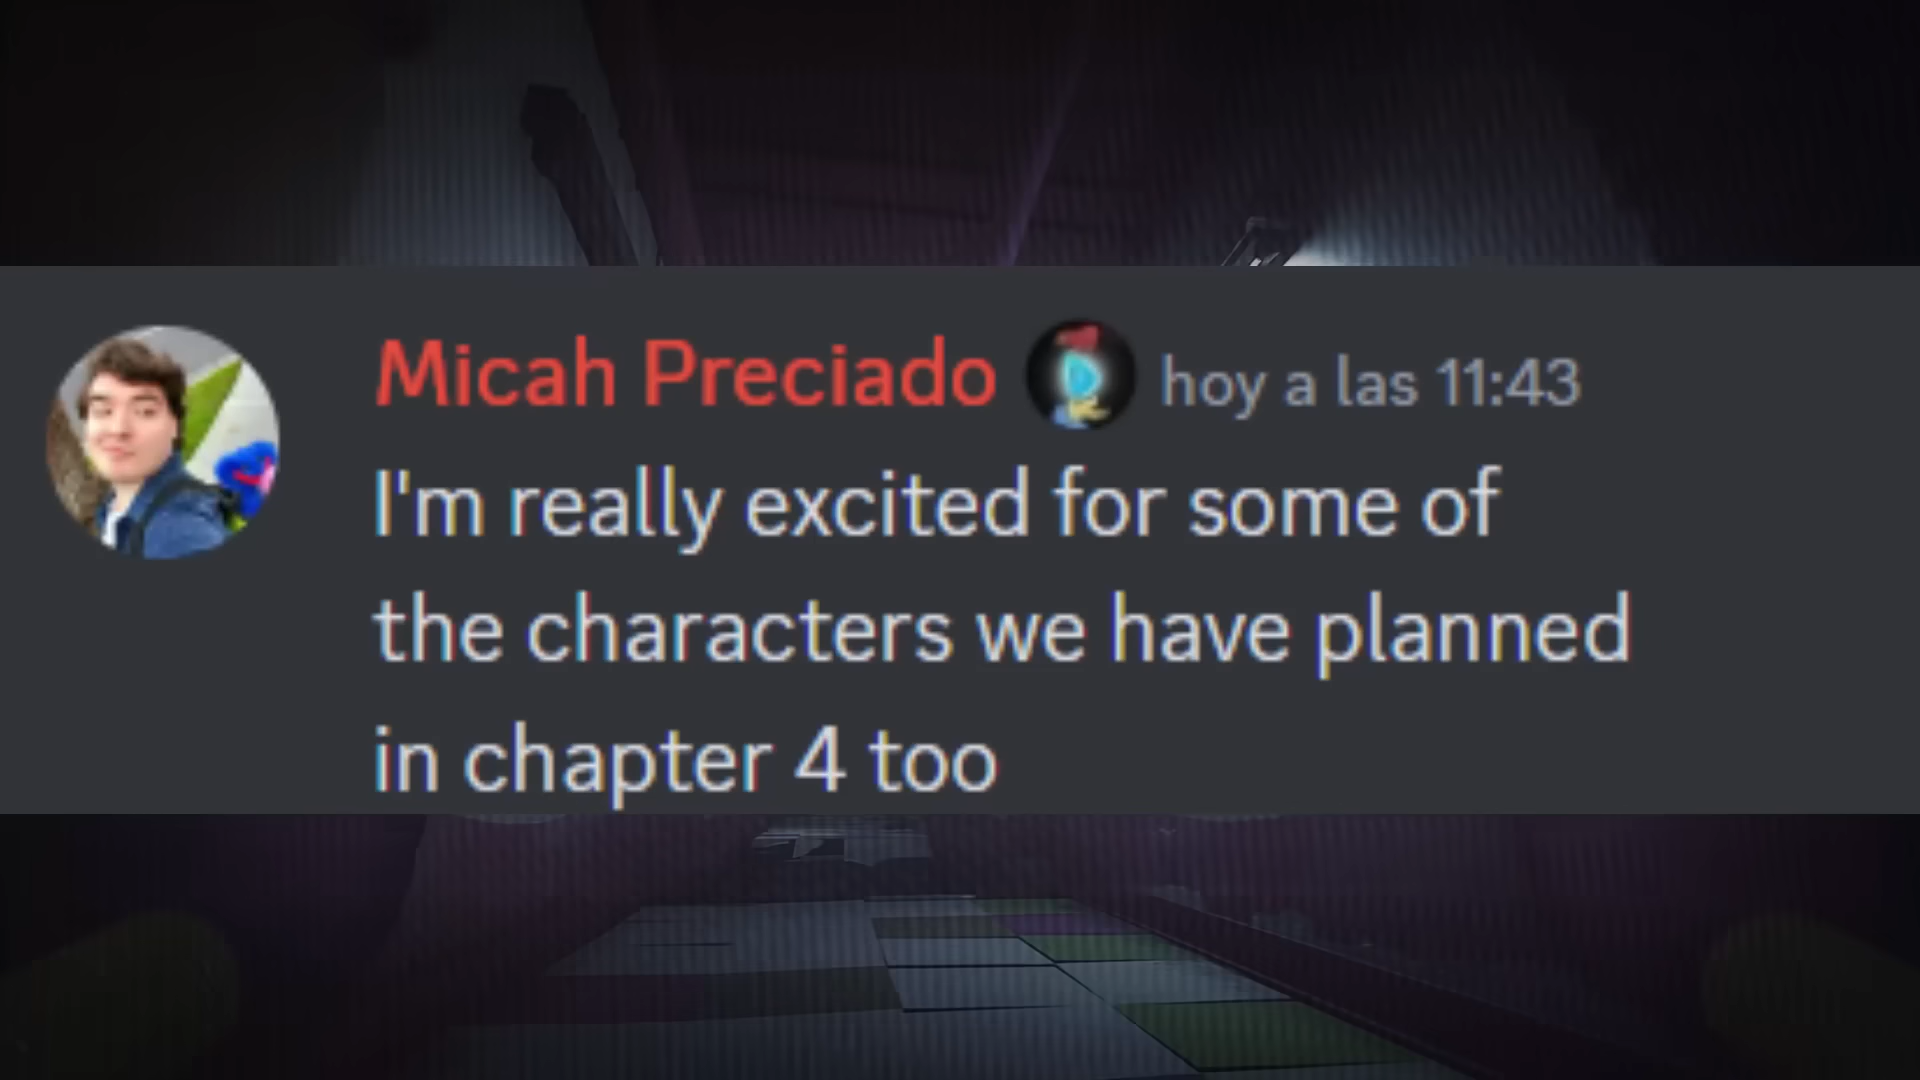 Micah Preciado hoy a las 11:43
I'm really excited for some of
the characters we have planned
in chapter 4 too